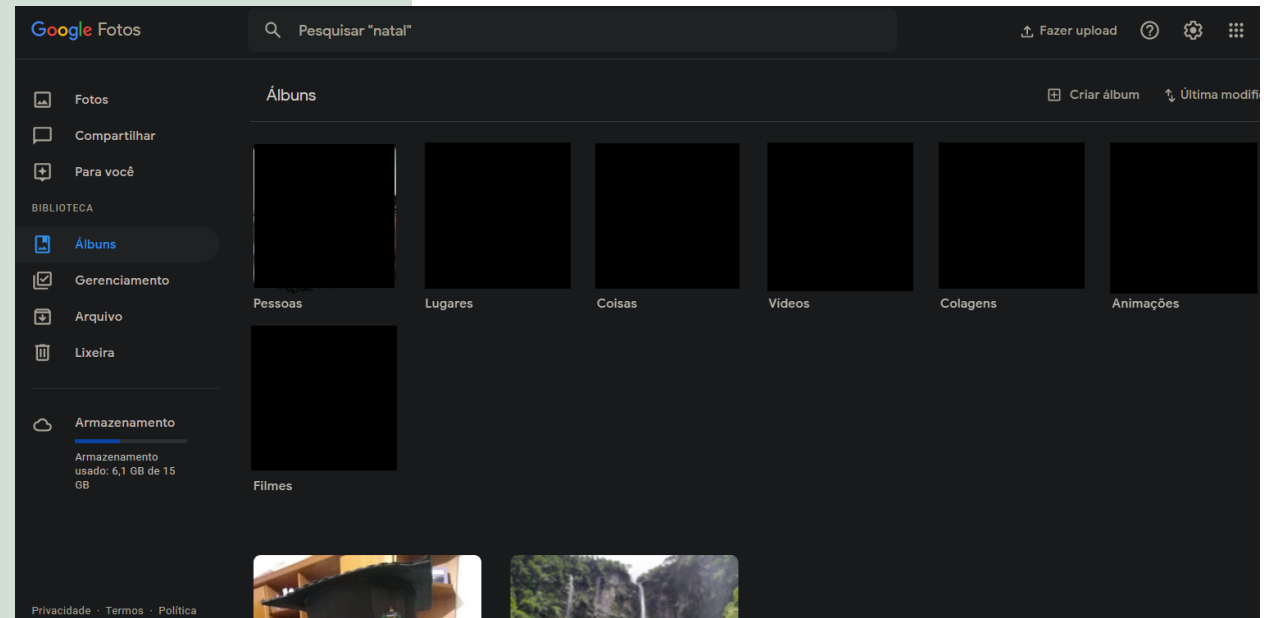 Google Fotos
Pesquisar "natal"
Fazer upload
Fotos
Compartilhar
Para você
BIBLIOTECA
Álbuns
Gerenciamento
Arquivo
Lixeira
Armazenamento
Armazenamento
usado: 6,1 GB de 15
GB
Privacidade · Termos · Política
Álbuns
Criar álbum
Última modifi
Pessoas
Lugares
Coisas
Vídeos
Colagens
Animações
Filmes